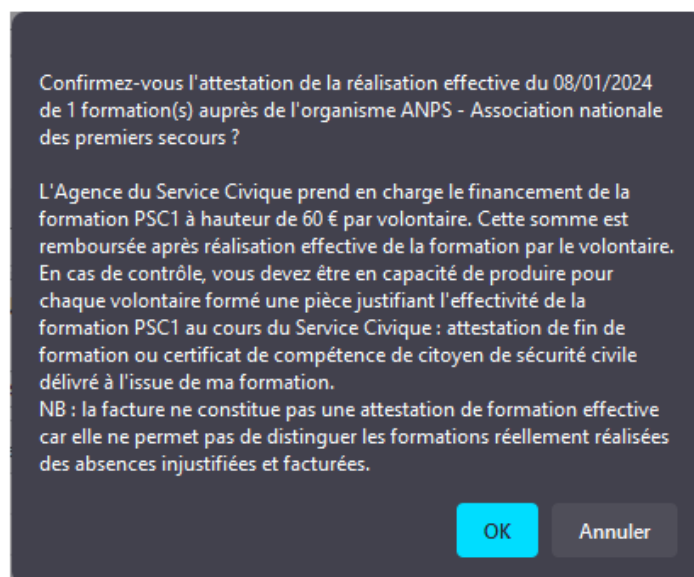 Confirmez-vous l'attestation de la réalisation effective du 08/01/2024
de 1 formation(s) auprès de l'organisme ANPS - Association nationale
des premiers secours ?
L'Agence du Service Civique prend en charge le financement de la
formation PSC1 à hauteur de 60 € par volontaire. Cette somme est
remboursée après réalisation effective de la formation par le volontaire.
En cas de contrôle, vous devez être en capacité de produire pour
chaque volontaire formé une pièce justifiant l'effectivité de la
formation PSC1 au cours du Service Civique : attestation de fin de
formation ou certificat de compétence de citoyen de sécurité civile
délivré à l'issue de ma formation.
NB : la facture ne constitue pas une attestation de formation effective
car elle ne permet pas de distinguer les formations réellement réalisées
des absences injustifiées et facturées.
OK Annuler